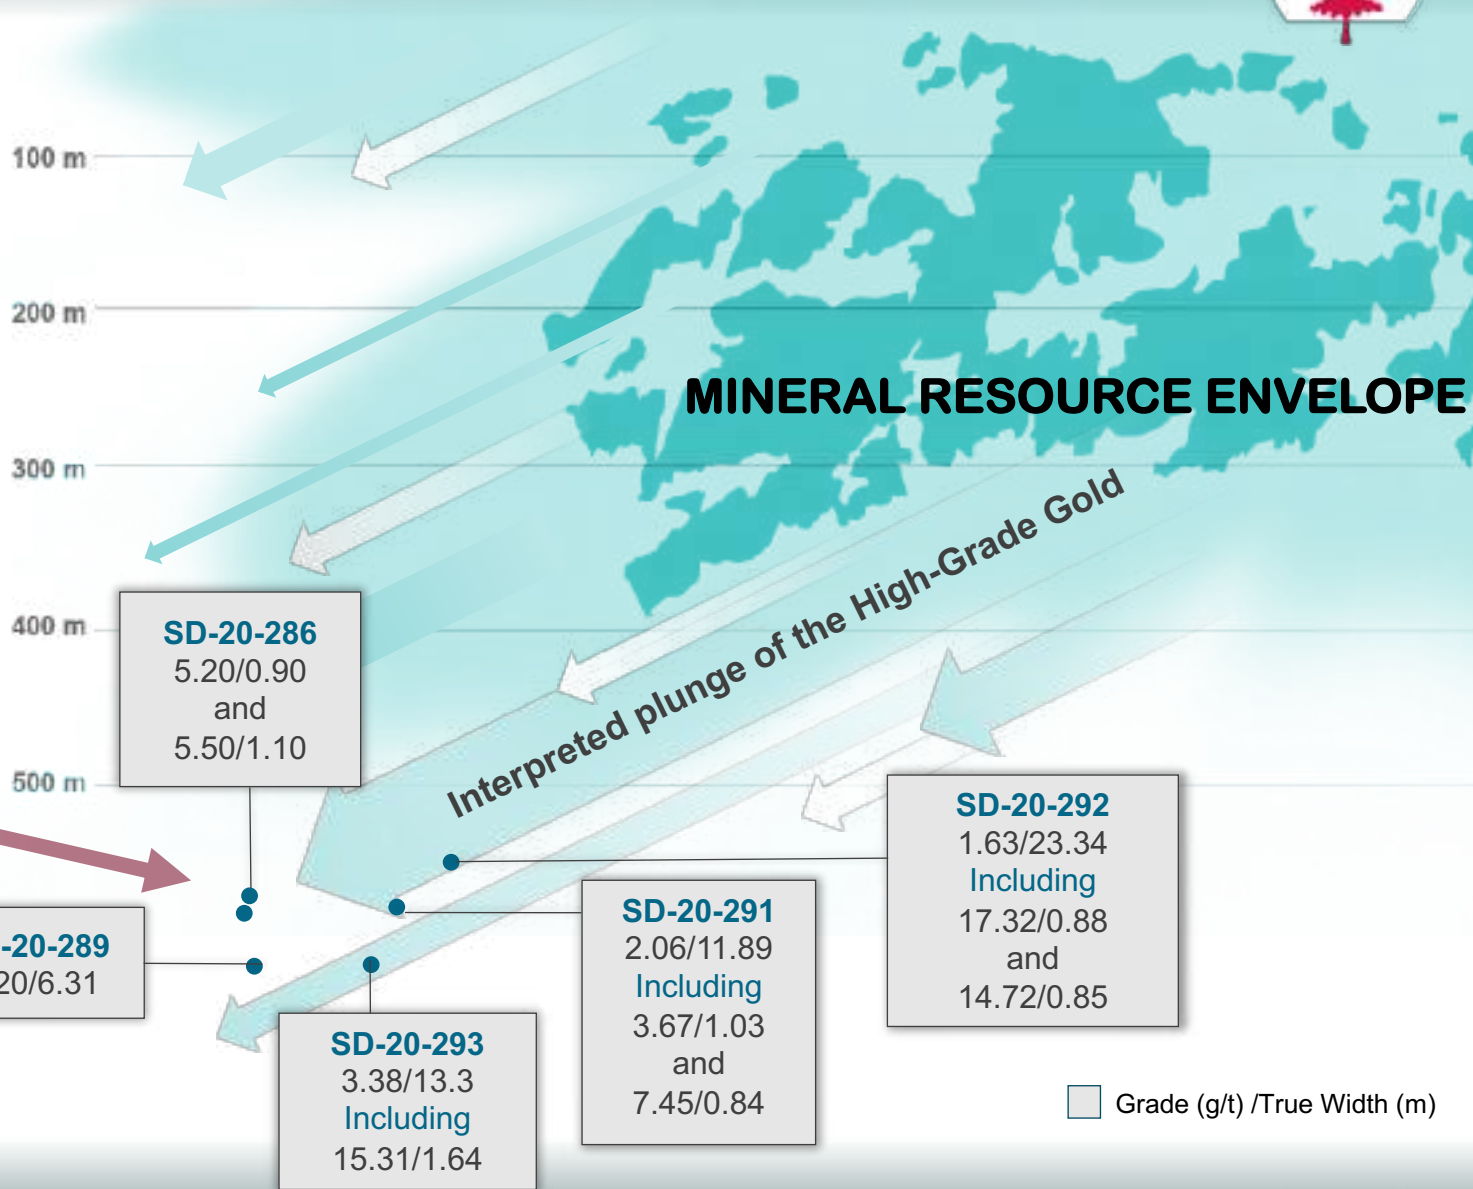 100 m
200 m
MINERAL RESOURCE ENVELOPE
300 m
Interpreted plunge of the High-Grade Gold
400 m
SD-20-286
5.20/0.90
and
5.50/1.10
500 m
SD-20-292
1.63/23.34
Including
17.32/0.88
and
14.72/0.85
SD-20-291
2.06/11.89
Including
3.67/1.03
and
7.45/0.84
-20-289
20/6.31
SD-20-293
3.38/13.3
Including
15.31/1.64
Grade (g/t) /True Width (m)